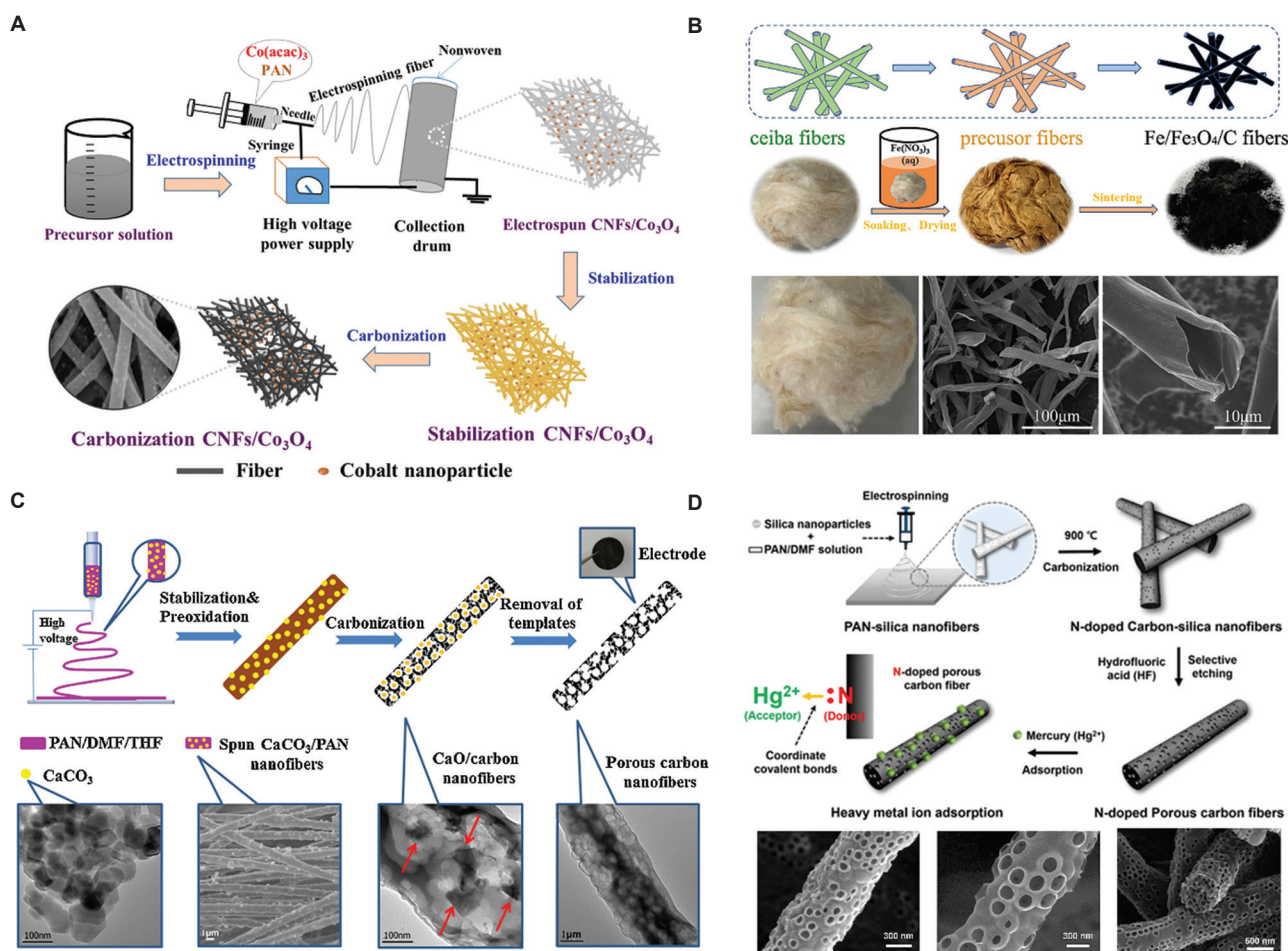 A
Co(acac)₃
PAN
Nonwoven
Electrospinning fiber
Needle
Syringe
Electrospinning
Precursor solution
High voltage
power supply
Collection
drum
Electrospun CNFs/Co₃O₄
Stabilization
Carbonization
Carbonization CNFs/Co₃O₄
Stabilization CNFs/Co₃O₄
Fiber
Cobalt nanoparticle
B
ceiba fibers
Fe(NO₃)₃
(aq)
precusor fibers
Fe/Fe₃O₄/C fibers
Soaking、Drying
Sintering
100μm
10μm
C
High
voltage
Stabilization&
Preoxidation
Carbonization
Removal of
templates
Electrode
PAN/DMF/THF
CaCO₃
Spun CaCO₃/PAN
nanofibers
CaO/carbon
nanofibers
Porous carbon
nanofibers
100nm
1μm
100nm
1μm
D
Electrospinning
Silica nanoparticles
+
PAN/DMF solution
900 ℃
Carbonization
PAN-silica nanofibers
N-doped Carbon-silica nanofibers
Hydrofluoric
acid (HF)
Selective
etching
N-doped porous
carbon fiber
Hg²⁺
:N
(Acceptor)
(Donor)
Coordinate
covalent bonds
Mercury (Hg²⁺)
Adsorption
Heavy metal ion adsorption
N-doped Porous carbon fibers
300 nm
300 nm
500 nm